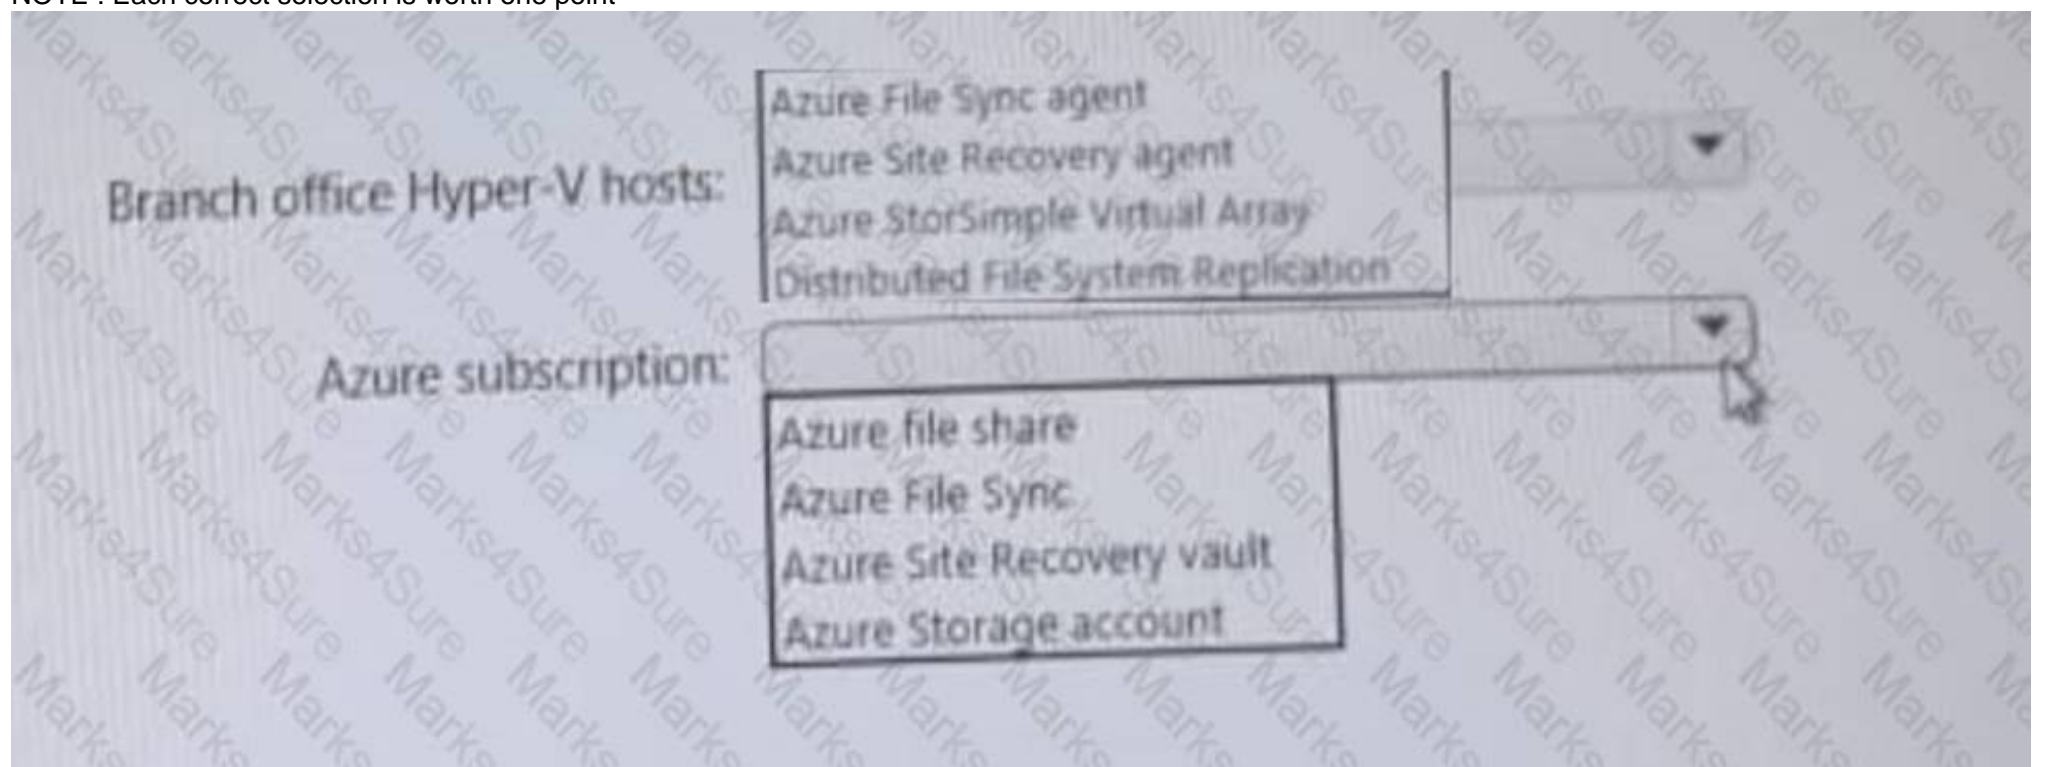 NOTE : Each correct selection is worth one point
Azure File Sync agent
Azure Site Recovery agent
Branch office Hyper-V hosts:
Azure StorSimple Virtual Array
Distributed File System Replication
Azure subscription:
Azure file share
Azure File Sync
Azure Site Recovery vault
Azure Storage account
Marks4Sure